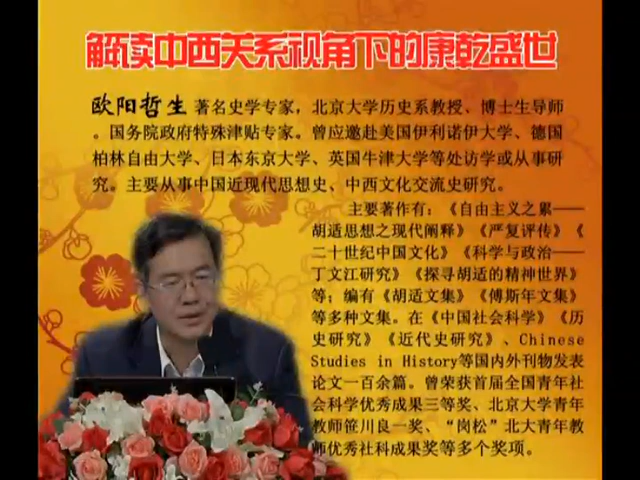 解读中西关系视角下的康乾盛世
欧阳哲生 著名史学专家，北京大学历史系教授、博士生导师
。国务院政府特殊津贴专家。曾应邀赴美国伊利诺伊大学、德国
柏林自由大学、日本东京大学、英国牛津大学等处访学或从事研
究。主要从事中国近现代思想史、中西文化交流史研究。
主要著作有：《自由主义之累——
胡适思想之现代阐释》《严复评传》《
二十世纪中国文化》《科学与政治——
丁文江研究》《探寻胡适的精神世界》
等；编有《胡适文集》《傅斯年文集》
等多种文集。在《中国社会科学》《历
史研究》《近代史研究》、Chinese
Studies in History等国内外刊物发表
论文一百余篇。曾荣获首届全国青年社
会科学优秀成果三等奖、北京大学青年
教师笹川良一奖、“岗松”北大青年教
师优秀社科成果奖等多个奖项。